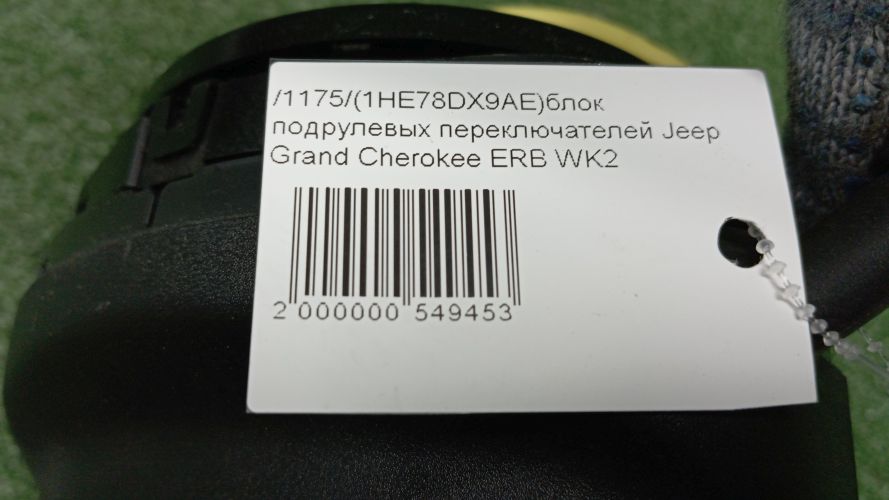 /1175/(1HE78DX9AE)блок
подрулевых переключателей Jeep
Grand Cherokee ERB WK2
2 000000 549453